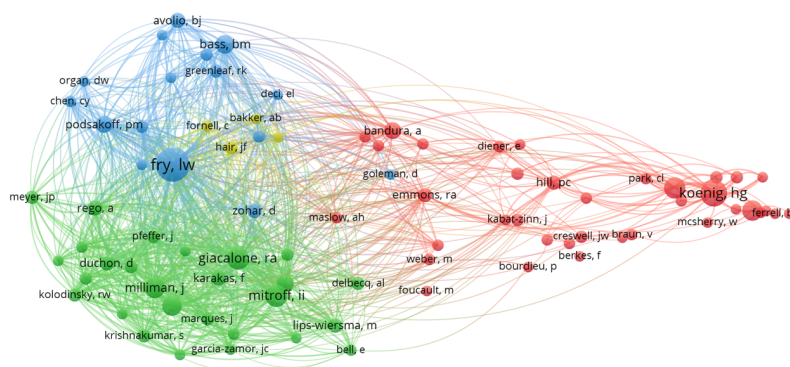 avolio, bj
bass, bm
greenleaf, rk
organ, dw
deci, el
chen, cy
podsakoff, pm
fornell, c
bakker, ab
bandura, a
hair, jf
diener, e
fry, lw
goleman, d
hill, pc
park, cl
koenig, hg
meyer, jp
emmons, ra
rego, a
zohar, d
maslow, ah
kabat-zinn, j
mcsherry, w
ferrell, b
pfeffer, j
creswell, jw
braun, v
giacalone, ra
weber, m
berkes, f
duchon, d
bourdieu, p
karakas, f
delbecq, al
milliman, j
mitroff, ii
foucault, m
kolodinsky, rw
marques, j
lips-wiersma, m
krishnakumar, s
garcia-zamor, jc
bell, e